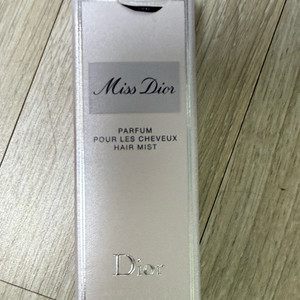 Miss Dior
PARFUM
POUR LES CHEVEUX
HAIR MIST
Dior